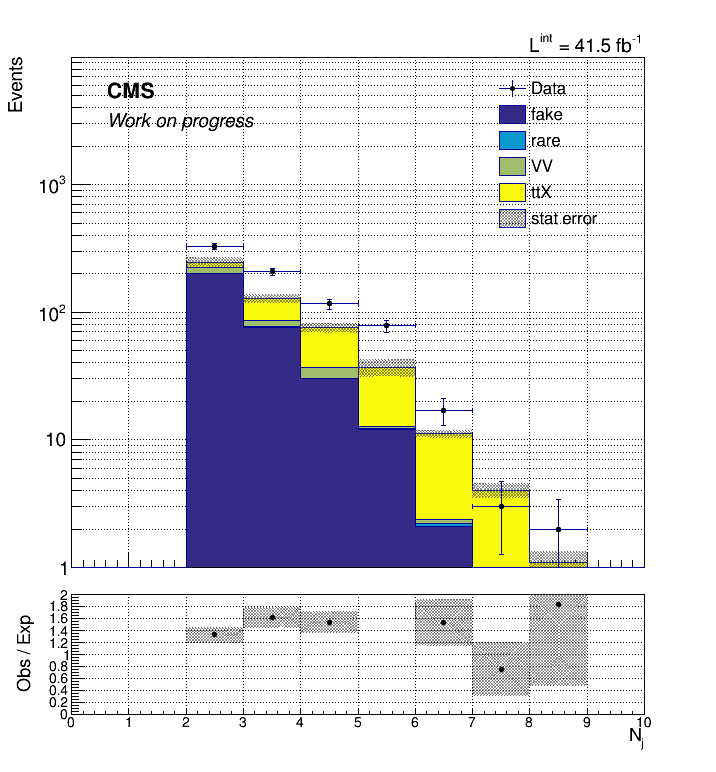 L^int = 41.5 fb^-1
Events
CMS
Work on progress
Data
fake
rare
VV
ttX
stat error
10^3
10^2
10
1
Obs / Exp
2
1.8
1.6
1.4
1.2
1
0.8
0.6
0.4
0.2
0
0 1 2 3 4 5 6 7 8 9 10
N_j